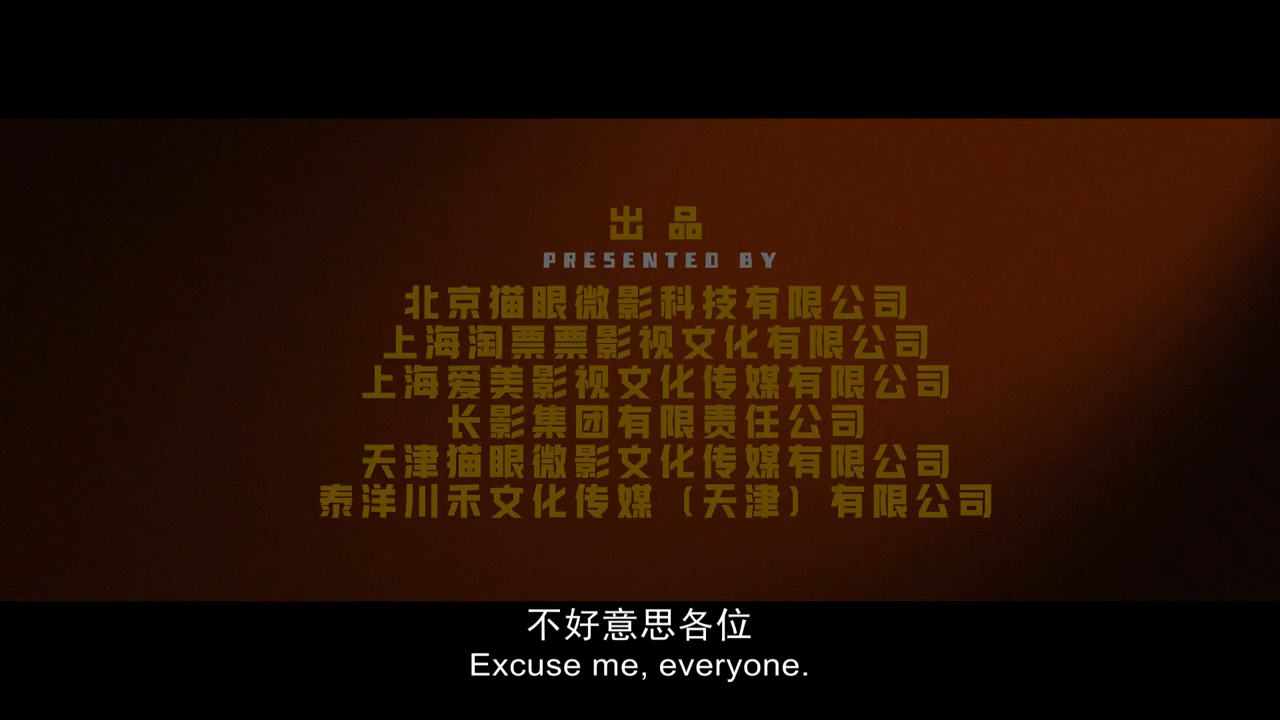 出品
PRESENTED BY
北京猫眼微影科技有限公司
上海淘票票影视文化有限公司
上海爱美影视文化传媒有限公司
长影集团有限责任公司
天津猫眼微影文化传媒有限公司
泰洋川禾文化传媒（天津）有限公司
不好意思各位
Excuse me, everyone.